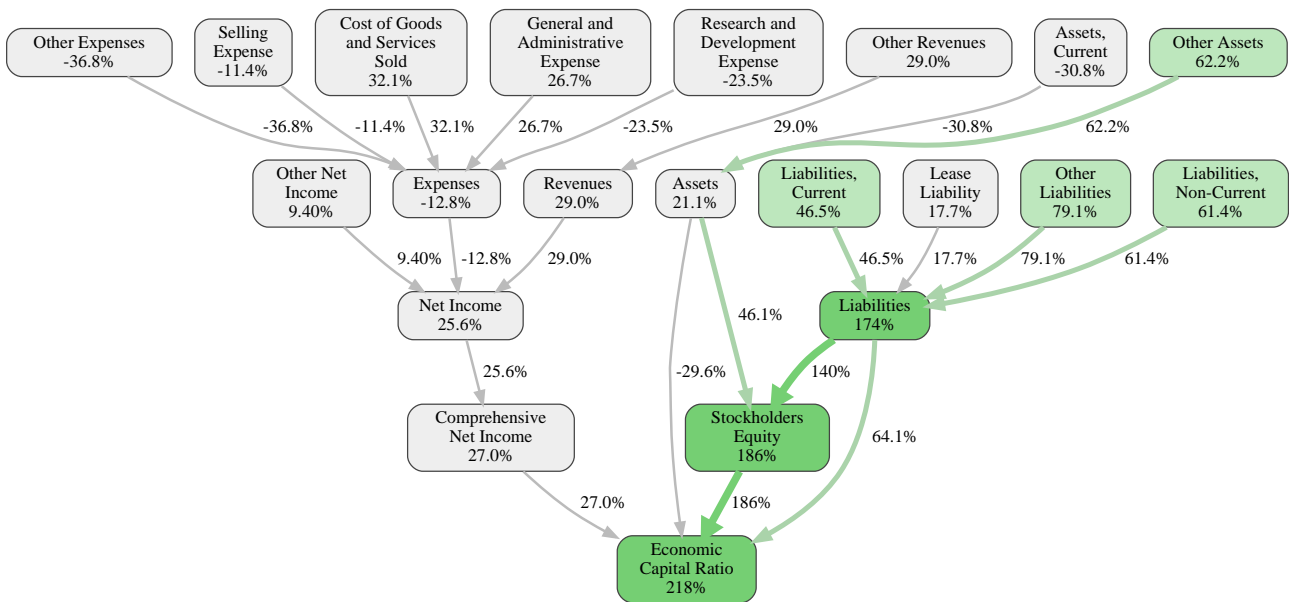 Other Expenses
-36.8%
Selling
Expense
-11.4%
Cost of Goods
and Services
Sold
32.1%
General and
Administrative
Expense
26.7%
Research and
Development
Expense
-23.5%
Other Revenues
29.0%
Assets,
Current
-30.8%
Other Assets
62.2%
-36.8%
-11.4%
32.1%
26.7%
-23.5%
29.0%
-30.8%
62.2%
Other Net
Income
9.40%
Expenses
-12.8%
Revenues
29.0%
Assets
21.1%
Liabilities,
Current
46.5%
Lease
Liability
17.7%
Other
Liabilities
79.1%
Liabilities,
Non-Current
61.4%
9.40%
-12.8%
29.0%
46.5%
17.7%
79.1%
61.4%
Net Income
25.6%
46.1%
Liabilities
174%
25.6%
-29.6%
140%
Comprehensive
Net Income
27.0%
Stockholders
Equity
186%
64.1%
27.0%
186%
Economic
Capital Ratio
218%